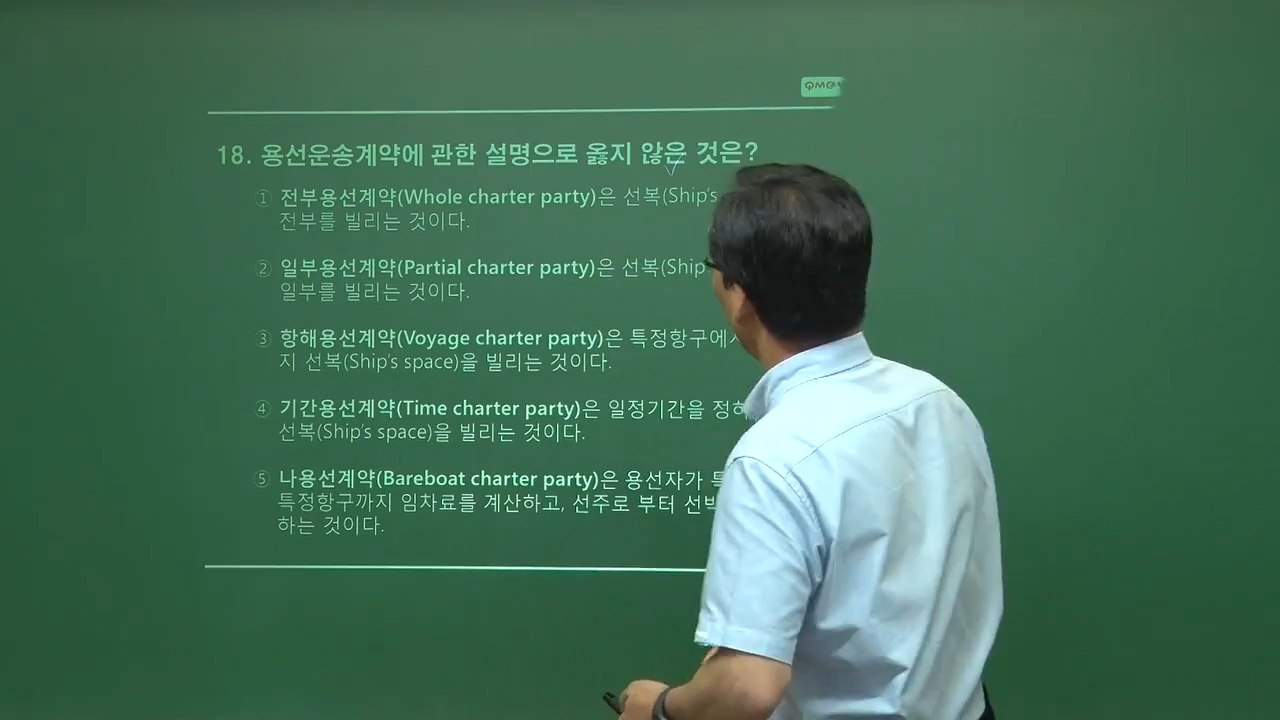 QMG
18. 용선운송계약에 관한 설명으로 옳지 않은 것은?
① 전부용선계약(Whole charter party)은 선복(Ship's
전부를 빌리는 것이다.
② 일부용선계약(Partial charter party)은 선복(Ship
일부를 빌리는 것이다.
③ 항해용선계약(Voyage charter party)은 특정항구에서
지 선복(Ship's space)을 빌리는 것이다.
④ 기간용선계약(Time charter party)은 일정기간을 정하
선복(Ship's space)을 빌리는 것이다.
⑤ 나용선계약(Bareboat charter party)은 용선자가
특정항구까지 임차료를 계산하고, 선주로 부터
하는 것이다.